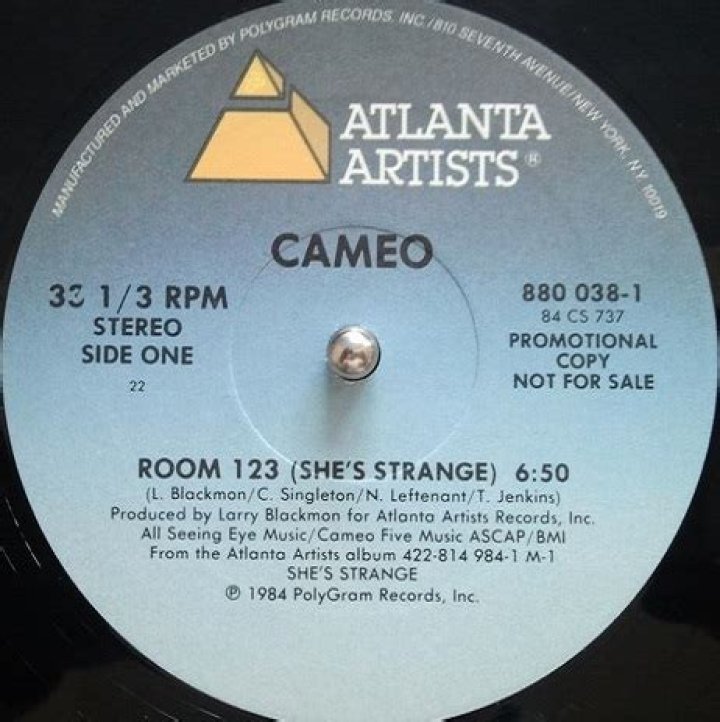 MANUFACTURED AND MARKETED BY POLYGRAM RECORDS, INC./810 SEVENTH AVENUE/NEW YORK, N.Y. 10019
ATLANTA
ARTISTS®
CAMEO
33 1/3 RPM
STEREO
SIDE ONE
22
880 038-1
84 CS 737
PROMOTIONAL
COPY
NOT FOR SALE
ROOM 123 (SHE'S STRANGE) 6:50
(L. Blackmon/C. Singleton/N. Leftenant/T. Jenkins)
Produced by Larry Blackmon for Atlanta Artists Records, Inc.
All Seeing Eye Music/Cameo Five Music ASCAP/BMI
From the Atlanta Artists album 422-814 984-1 M-1
SHE'S STRANGE
℗ 1984 PolyGram Records, Inc.